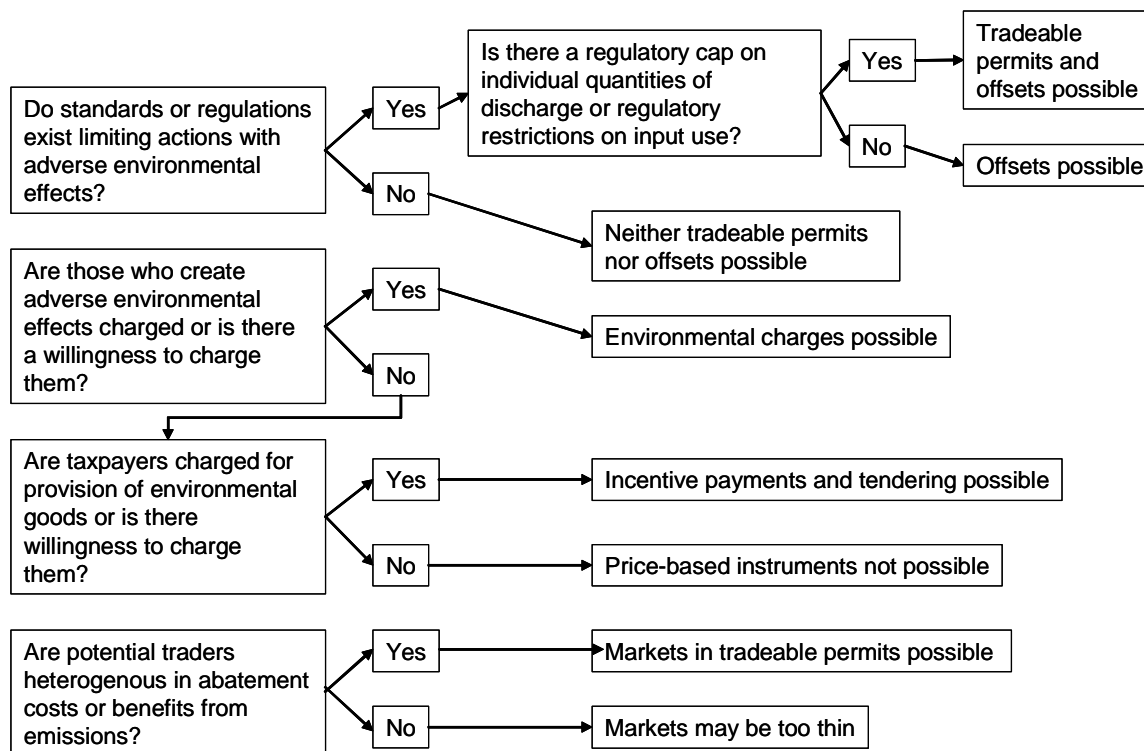 Do standards or regulations
exist limiting actions with
adverse environmental
effects?
Yes
No
Is there a regulatory cap on
individual quantities of
discharge or regulatory
restrictions on input use?
Yes
No
Tradeable
permits and
offsets possible
Offsets possible
Neither tradeable permits
nor offsets possible
Are those who create
adverse environmental
effects charged or is there
a willingness to charge
them?
Yes
No
Environmental charges possible
Are taxpayers charged for
provision of environmental
goods or is there
willingness to charge
them?
Yes
No
Incentive payments and tendering possible
Price-based instruments not possible
Are potential traders
heterogenous in abatement
costs or benefits from
emissions?
Yes
No
Markets in tradeable permits possible
Markets may be too thin